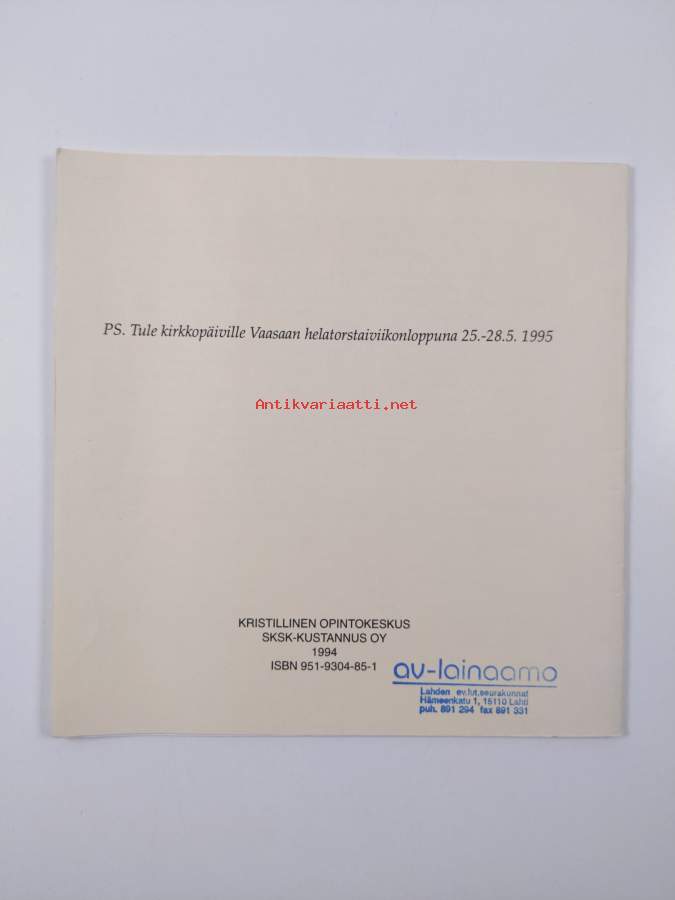 PS. Tule kirkkopäiville Vaasaan helatorstaiviikonloppuna 25.-28.5. 1995
Antikvariaatti.net
KRISTILLINEN OPINTOKESKUS
SKSK-KUSTANNUS OY
1994
ISBN 951-9304-85-1
av-lainaamo
Lahden ev.lut.seurakunnat
Hämeenkatu 1, 15110 Lahti
puh. 891 294 fax 891 331